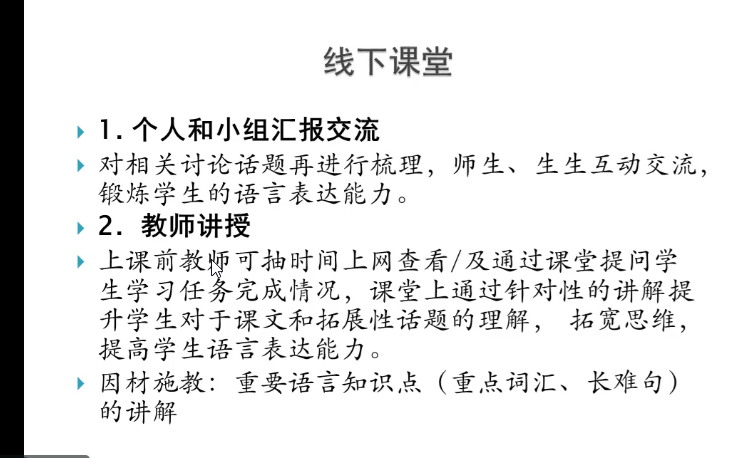 线下课堂
1. 个人和小组汇报交流
对相关讨论话题再进行梳理，师生、生生互动交流，
锻炼学生的语言表达能力。
2. 教师讲授
上课前教师可抽时间上网查看/及通过课堂提问学
生学习任务完成情况，课堂上通过针对性的讲解提
升学生对于课文和拓展性话题的理解， 拓宽思维，
提高学生语言表达能力。
因材施教：重要语言知识点（重点词汇、长难句）
的讲解